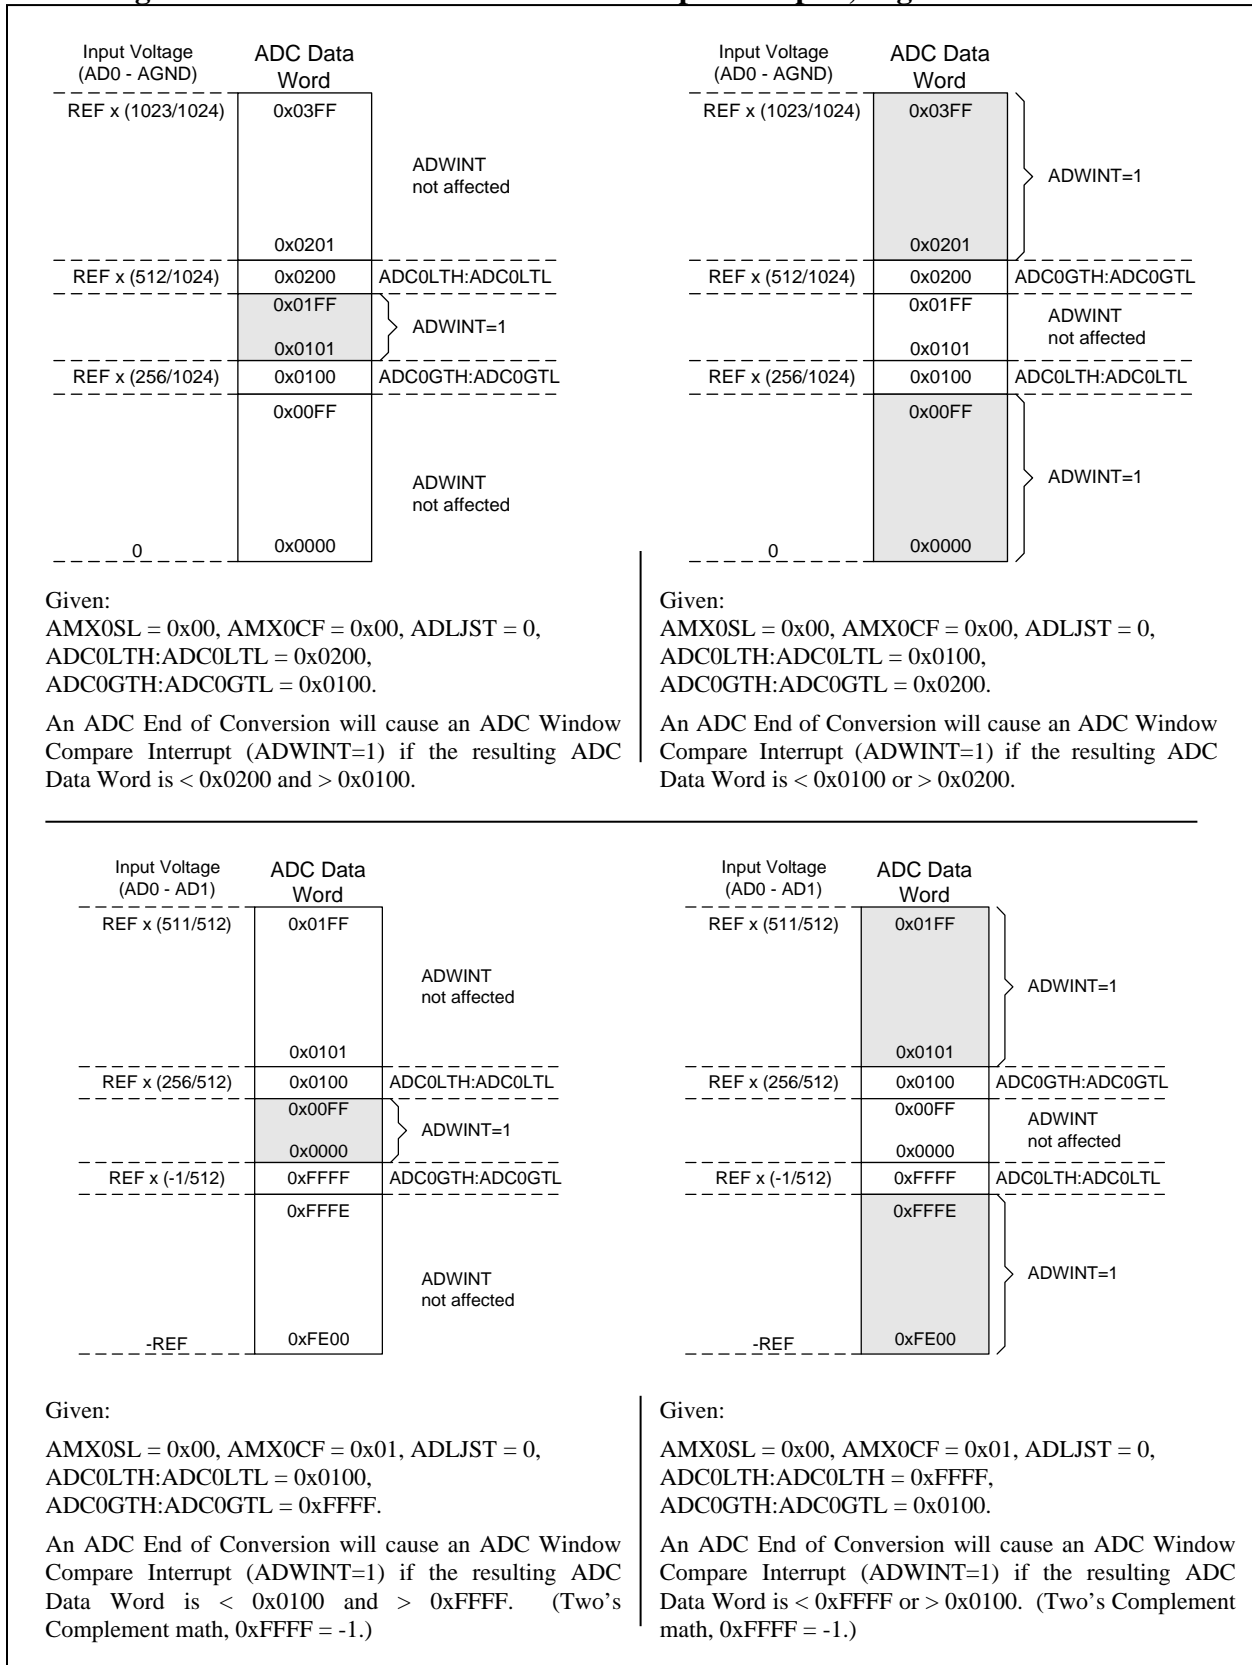 Input Voltage
(AD0 - AGND)
ADC Data
Word
REF x (1023/1024)
0x03FF
ADWINT
not affected
0x0201
REF x (512/1024)
0x0200
ADC0LTH:ADC0LTL
0x01FF
ADWINT=1
0x0101
REF x (256/1024)
0x0100
ADC0GTH:ADC0GTL
0x00FF
ADWINT
not affected
0
0x0000
Given:
AMX0SL = 0x00, AMX0CF = 0x00, ADLJST = 0,
ADC0LTH:ADC0LTL = 0x0200,
ADC0GTH:ADC0GTL = 0x0100.
An ADC End of Conversion will cause an ADC Window
Compare Interrupt (ADWINT=1) if the resulting ADC
Data Word is < 0x0200 and > 0x0100.
Input Voltage
(AD0 - AGND)
ADC Data
Word
REF x (1023/1024)
0x03FF
ADWINT=1
0x0201
REF x (512/1024)
0x0200
ADC0GTH:ADC0GTL
0x01FF
ADWINT
not affected
0x0101
REF x (256/1024)
0x0100
ADC0LTH:ADC0LTL
0x00FF
ADWINT=1
0
0x0000
Given:
AMX0SL = 0x00, AMX0CF = 0x00, ADLJST = 0,
ADC0LTH:ADC0LTL = 0x0100,
ADC0GTH:ADC0GTL = 0x0200.
An ADC End of Conversion will cause an ADC Window
Compare Interrupt (ADWINT=1) if the resulting ADC
Data Word is < 0x0100 or > 0x0200.
Input Voltage
(AD0 - AD1)
ADC Data
Word
REF x (511/512)
0x01FF
ADWINT
not affected
0x0101
REF x (256/512)
0x0100
ADC0LTH:ADC0LTL
0x00FF
ADWINT=1
0x0000
REF x (-1/512)
0xFFFF
ADC0GTH:ADC0GTL
0xFFFE
ADWINT
not affected
-REF
0xFE00
Given:
AMX0SL = 0x00, AMX0CF = 0x01, ADLJST = 0,
ADC0LTH:ADC0LTL = 0x0100,
ADC0GTH:ADC0GTL = 0xFFFF.
An ADC End of Conversion will cause an ADC Window
Compare Interrupt (ADWINT=1) if the resulting ADC
Data Word is < 0x0100 and > 0xFFFF. (Two's
Complement math, 0xFFFF = -1.)
Input Voltage
(AD0 - AD1)
ADC Data
Word
REF x (511/512)
0x01FF
ADWINT=1
0x0101
REF x (256/512)
0x0100
ADC0GTH:ADC0GTL
0x00FF
ADWINT
not affected
0x0000
REF x (-1/512)
0xFFFF
ADC0LTH:ADC0LTL
0xFFFE
ADWINT=1
-REF
0xFE00
Given:
AMX0SL = 0x00, AMX0CF = 0x01, ADLJST = 0,
ADC0LTH:ADC0LTH = 0xFFFF,
ADC0GTH:ADC0GTL = 0x0100.
An ADC End of Conversion will cause an ADC Window
Compare Interrupt (ADWINT=1) if the resulting ADC
Data Word is < 0xFFFF or > 0x0100. (Two's Complement
math, 0xFFFF = -1.)